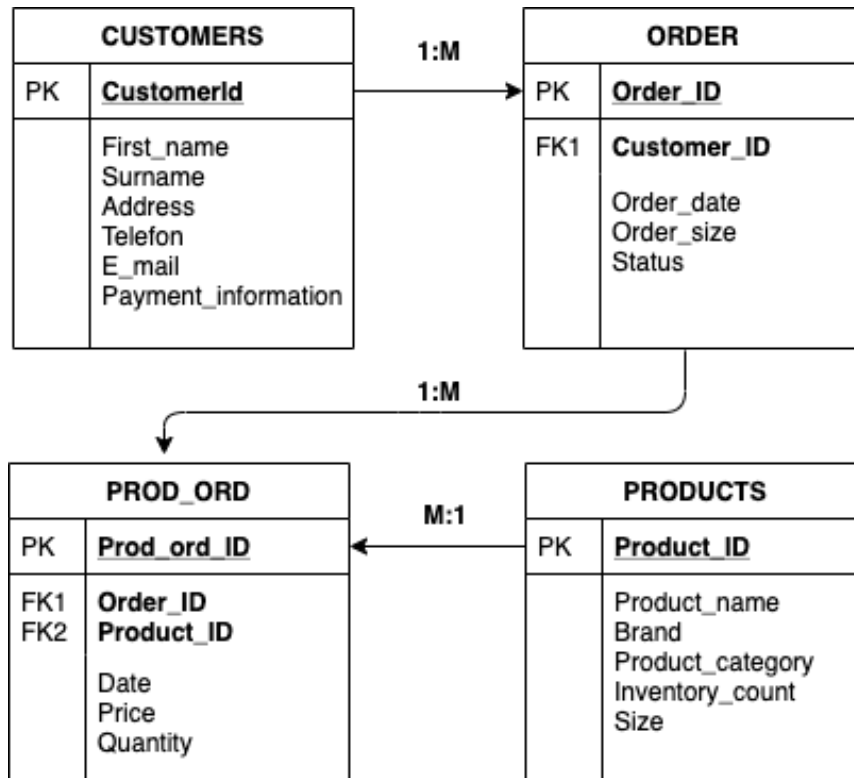 CUSTOMERS
PK CustomerId
First_name
Surname
Address
Telefon
E_mail
Payment_information
1:M
ORDER
PK Order_ID
FK1 Customer_ID
Order_date
Order_size
Status
1:M
PROD_ORD
PK Prod_ord_ID
FK1 Order_ID
FK2 Product_ID
Date
Price
Quantity
M:1
PRODUCTS
PK Product_ID
Product_name
Brand
Product_category
Inventory_count
Size